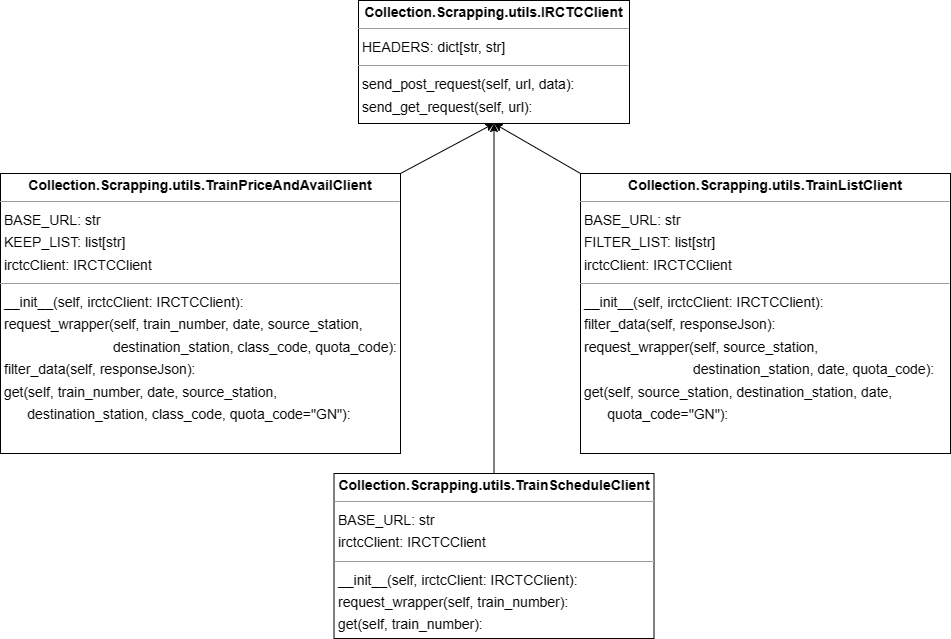 Collection.Scrapping.utils.IRCTCClient
HEADERS: dict[str, str]
send_post_request(self, url, data):
send_get_request(self, url):
Collection.Scrapping.utils.TrainPriceAndAvailClient
BASE_URL: str
KEEP_LIST: list[str]
irctcClient: IRCTCClient
__init__(self, irctcClient: IRCTCClient):
request_wrapper(self, train_number, date, source_station,
destination_station, class_code, quota_code):
filter_data(self, responseJson):
get(self, train_number, date, source_station,
destination_station, class_code, quota_code="GN"):
Collection.Scrapping.utils.TrainListClient
BASE_URL: str
FILTER_LIST: list[str]
irctcClient: IRCTCClient
__init__(self, irctcClient: IRCTCClient):
filter_data(self, responseJson):
request_wrapper(self, source_station,
destination_station, date, quota_code):
get(self, source_station, destination_station, date,
quota_code="GN"):
Collection.Scrapping.utils.TrainScheduleClient
BASE_URL: str
irctcClient: IRCTCClient
__init__(self, irctcClient: IRCTCClient):
request_wrapper(self, train_number):
get(self, train_number):